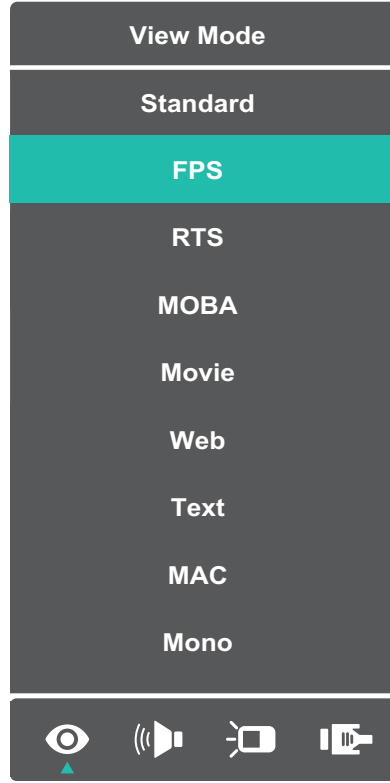 View Mode
Standard
FPS
RTS
MOBA
Movie
Web
Text
MAC
Mono